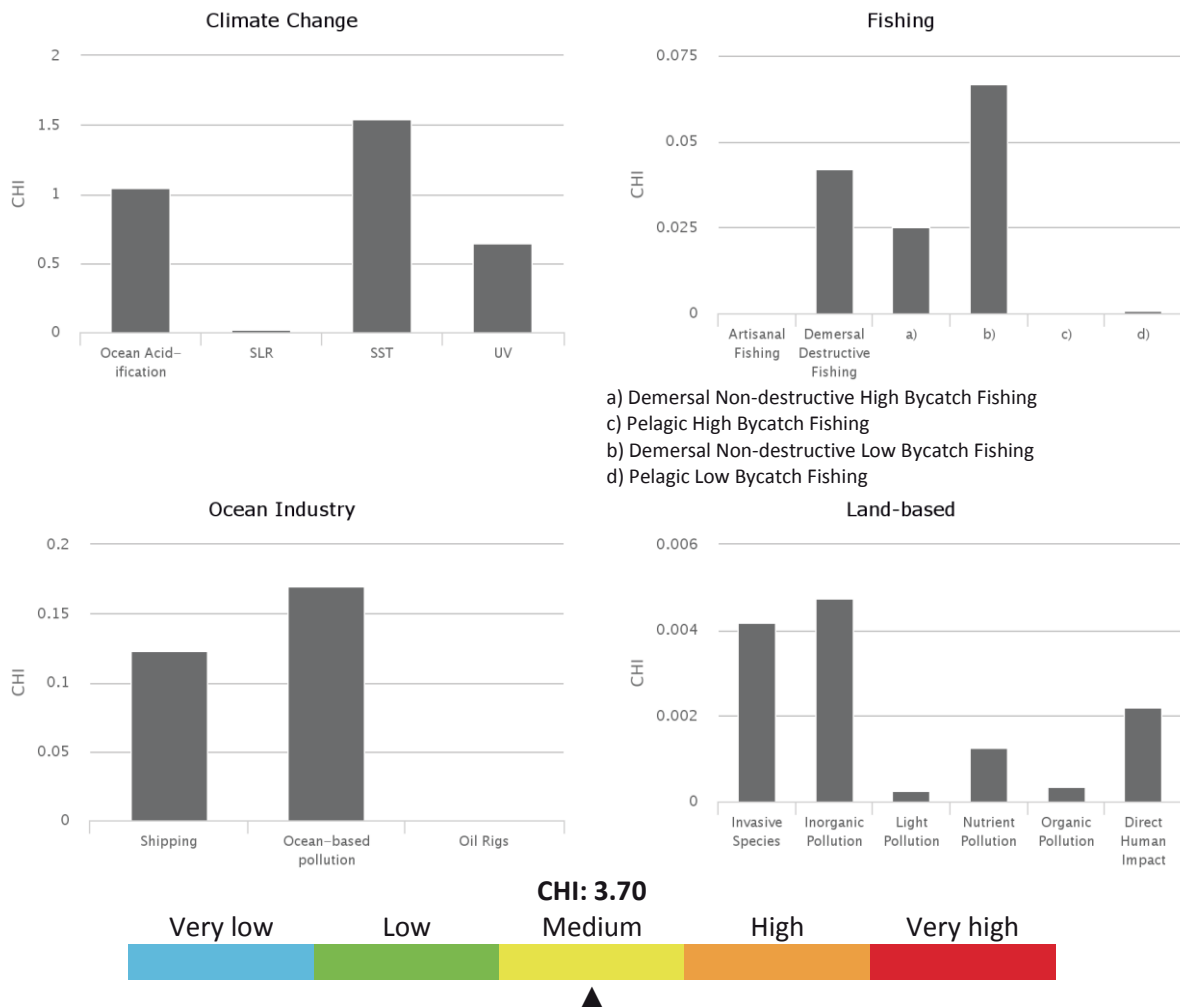 Climate Change
2
1.5
1
0.5
0
CHI
Ocean Acid-
ification
SLR
SST
UV
Fishing
0.075
0.05
0.025
0
CHI
Artisanal
Fishing
Demersal
Destructive
Fishing
a)
b)
c)
d)
a) Demersal Non-destructive High Bycatch Fishing
c) Pelagic High Bycatch Fishing
b) Demersal Non-destructive Low Bycatch Fishing
d) Pelagic Low Bycatch Fishing
Ocean Industry
0.2
0.15
0.1
0.05
0
CHI
Shipping
Ocean-based
pollution
Oil Rigs
Land-based
0.006
0.004
0.002
0
CHI
Invasive
Species
Inorganic
Pollution
Light
Pollution
Nutrient
Pollution
Organic
Pollution
Direct
Human
Impact
CHI: 3.70
Very low
Low
Medium
High
Very high